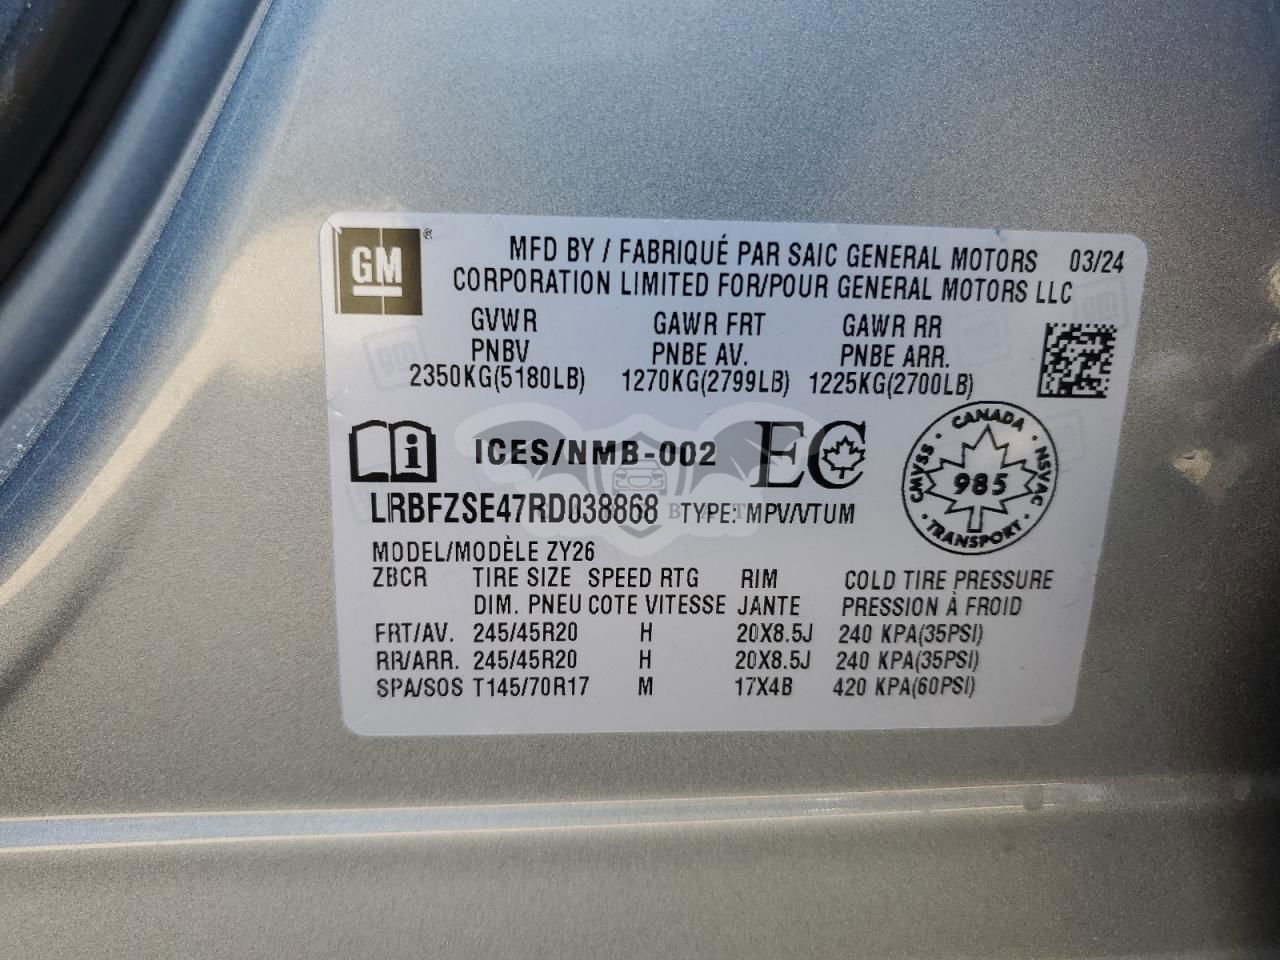 GM ®
MFD BY / FABRIQUÉ PAR SAIC GENERAL MOTORS 03/24
CORPORATION LIMITED FOR/POUR GENERAL MOTORS LLC
GVWR GAWR FRT GAWR RR
PNBV PNBE AV. PNBE ARR.
2350KG(5180LB) 1270KG(2799LB) 1225KG(2700LB)
i ICES/NMB-002 EC
CANADA
CMVSS • 985 • NSVAC
TRANSPORT
LRBFZSE47RD038868 TYPE: MPV/VTUM
MODEL/MODÈLE ZY26
ZBCR TIRE SIZE SPEED RTG RIM COLD TIRE PRESSURE
DIM. PNEU COTE VITESSE JANTE PRESSION À FROID
FRT/AV. 245/45R20 H 20X8.5J 240 KPA(35PSI)
RR/ARR. 245/45R20 H 20X8.5J 240 KPA(35PSI)
SPA/SOS T145/70R17 M 17X4B 420 KPA(60PSI)